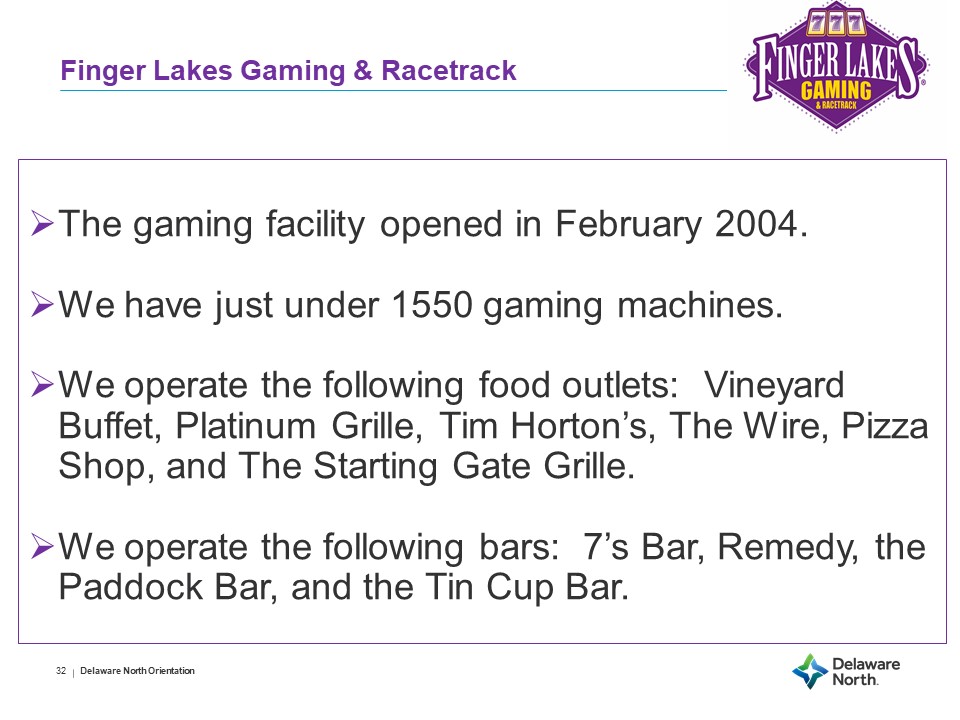 Finger Lakes Gaming & Racetrack
777
FINGER LAKES
GAMING
& RACETRACK
®
➢The gaming facility opened in February 2004.
➢We have just under 1550 gaming machines.
➢We operate the following food outlets:  Vineyard
Buffet, Platinum Grille, Tim Horton’s, The Wire, Pizza
Shop, and The Starting Gate Grille.
➢We operate the following bars:  7’s Bar, Remedy, the
Paddock Bar, and the Tin Cup Bar.
32 | Delaware North Orientation
Delaware
North.